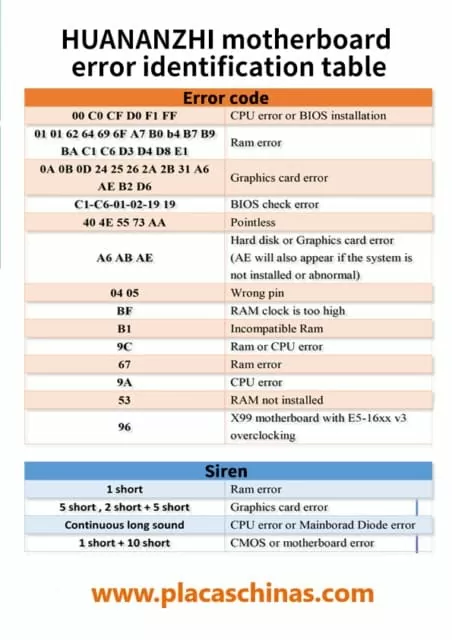 HUANANZHI motherboard
error identification table
Error code
00 C0 CF D0 F1 FF CPU error or BIOS installation
01 01 62 64 69 6F A7 B0 b4 B7 B9
BA C1 C6 D3 D4 D8 E1 Ram error
0A 0B 0D 24 25 26 2A 2B 31 A6
AE B2 D6 Graphics card error
C1-C6-01-02-19 19 BIOS check error
40 4E 55 73 AA Pointless
A6 AB AE Hard disk or Graphics card error
(AE will also appear if the system is
not installed or abnormal)
04 05 Wrong pin
BF RAM clock is too high
B1 Incompatible Ram
9C Ram or CPU error
67 Ram error
9A CPU error
53 RAM not installed
96 X99 motherboard with E5-16xx v3
overclocking
Siren
1 short Ram error
5 short , 2 short + 5 short Graphics card error
Continuous long sound CPU error or Mainborad Diode error
1 short + 10 short CMOS or motherboard error
www.placaschinas.com